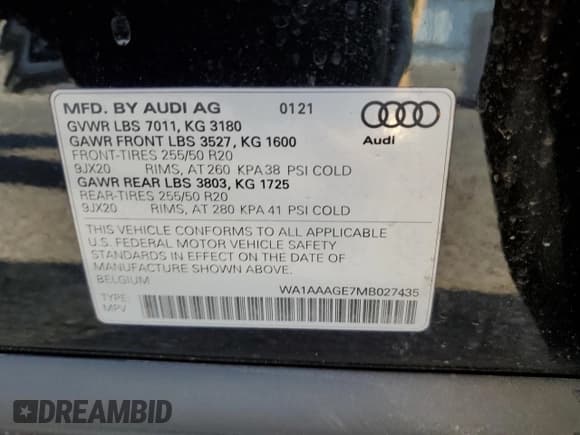 MFD. BY AUDI AG 0121
GVWR LBS 7011, KG 3180
GAWR FRONT LBS 3527, KG 1600
FRONT-TIRES 255/50 R20
9JX20 RIMS, AT 260 KPA 38 PSI COLD
GAWR REAR LBS 3803, KG 1725
REAR-TIRES 255/50 R20
9JX20 RIMS, AT 280 KPA 41 PSI COLD
Audi
THIS VEHICLE CONFORMS TO ALL APPLICABLE
U.S. FEDERAL MOTOR VEHICLE SAFETY
STANDARDS IN EFFECT ON THE DATE OF
MANUFACTURE SHOWN ABOVE.
BELGIUM
WA1AAAGE7MB027435
TYPE:
MPV
DREAMBID